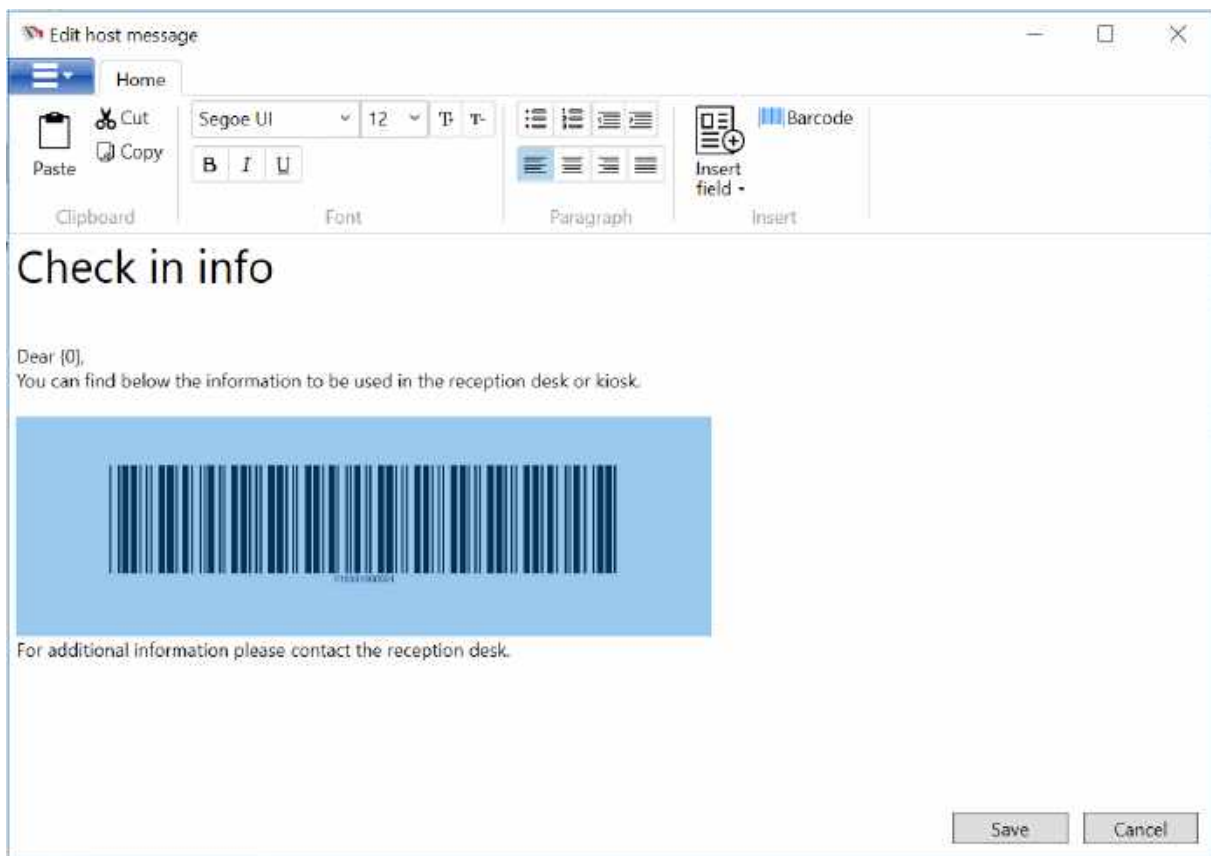 Edit host message
Home
Paste
Cut
Copy
Clipboard
Segoe UI 12
B I U
Font
Paragraph
Insert
field
Barcode
Insert
Check in info
Dear {0},
You can find below the information to be used in the reception desk or kiosk.
For additional information please contact the reception desk.
Save Cancel